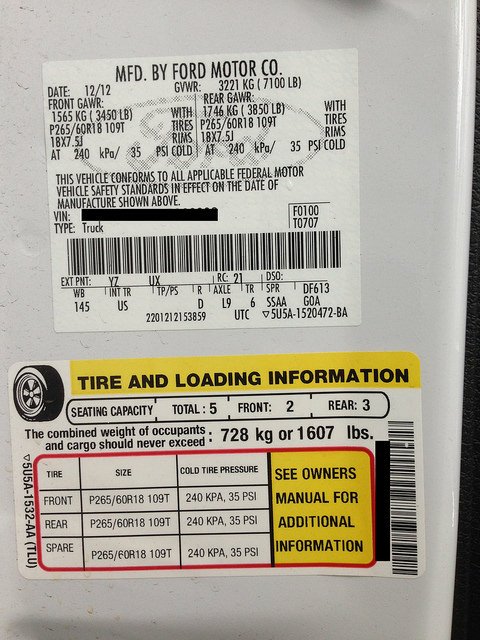 MFD. BY FORD MOTOR CO.
DATE: 12/12 GVWR: 3221 KG ( 7100 LB)
FRONT GAWR: REAR GAWR:
1565 KG ( 3450 LB) WITH 1746 KG ( 3850 LB) WITH
P265/60R18 109T TIRES P265/60R18 109T TIRES
18X7.5J RIMS 18X7.5J RIMS
AT 240 kPa/ 35 PSI COLD AT 240 kPa/ 35 PSI COLD
THIS VEHICLE CONFORMS TO ALL APPLICABLE FEDERAL MOTOR
VEHICLE SAFETY STANDARDS IN EFFECT ON THE DATE OF
MANUFACTURE SHOWN ABOVE.
VIN: F0100
TYPE: Truck T0707
EXT PNT: YZ UX RC: 21 DSO:
WB INT TR TP/PS R AXLE TR SPR DF613
145 US D L9 6 SSAA GOA
2201212153859 UTC ▽5U5A-1520472-BA
TIRE AND LOADING INFORMATION
SEATING CAPACITY TOTAL : 5 FRONT: 2 REAR: 3
The combined weight of occupants
and cargo should never exceed : 728 kg or 1607 lbs.
TIRE SIZE COLD TIRE PRESSURE
FRONT P265/60R18 109T 240 KPA, 35 PSI
REAR P265/60R18 109T 240 KPA, 35 PSI
SPARE P265/60R18 109T 240 KPA, 35 PSI
SEE OWNERS
MANUAL FOR
ADDITIONAL
INFORMATION
▽5U5A-1532-AA (TLU)